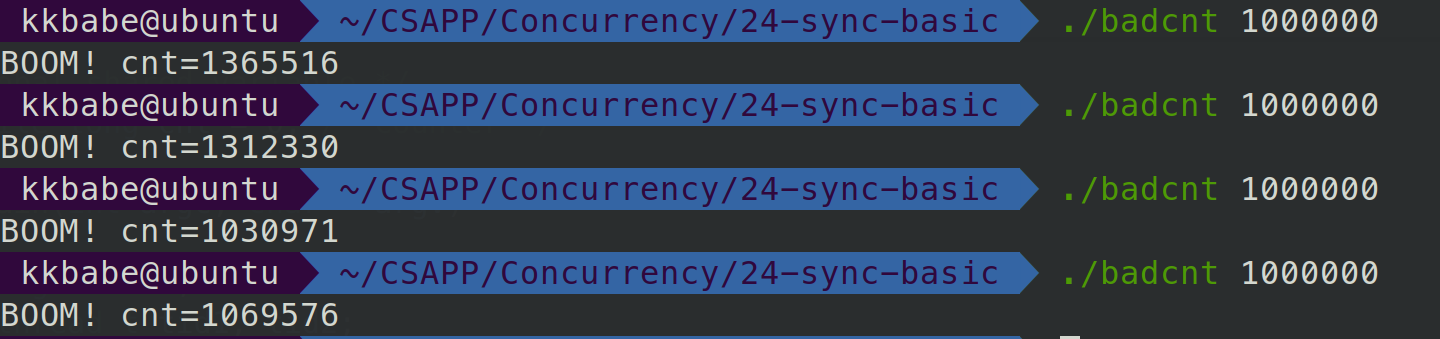 kkbabe@ubuntu ~/CSAPP/Concurrency/24-sync-basic ./badcnt 1000000
BOOM! cnt=1365516
kkbabe@ubuntu ~/CSAPP/Concurrency/24-sync-basic ./badcnt 1000000
BOOM! cnt=1312330
kkbabe@ubuntu ~/CSAPP/Concurrency/24-sync-basic ./badcnt 1000000
BOOM! cnt=1030971
kkbabe@ubuntu ~/CSAPP/Concurrency/24-sync-basic ./badcnt 1000000
BOOM! cnt=1069576